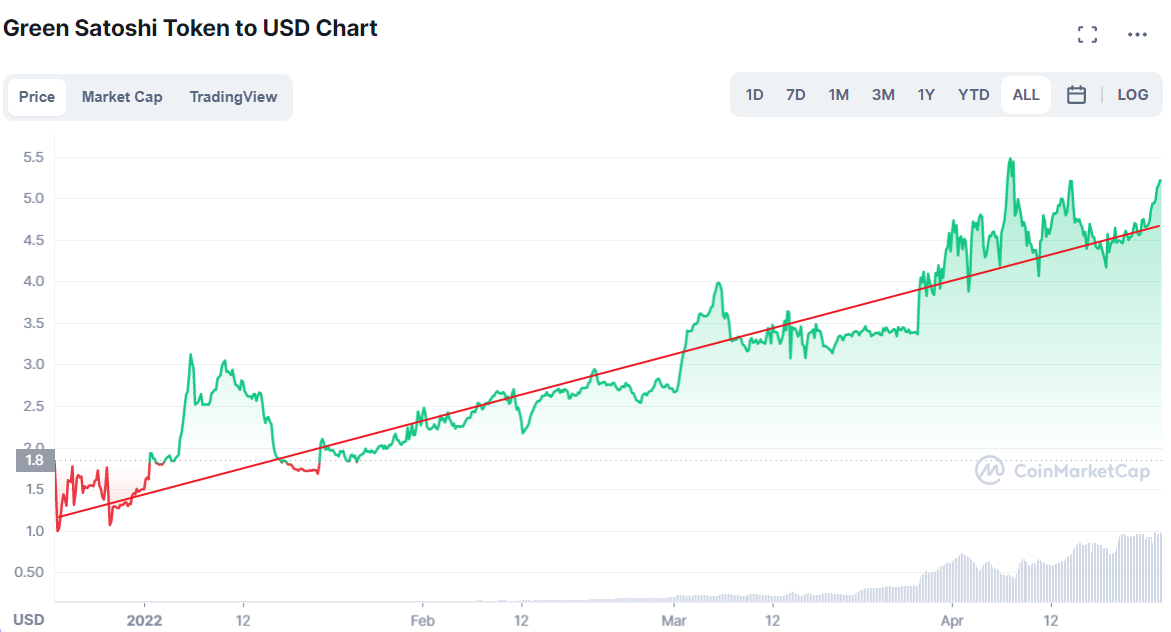 Green Satoshi Token to USD Chart
Price Market Cap TradingView
1D 7D 1M 3M 1Y YTD ALL LOG
5.5
5.0
4.5
4.0
3.5
3.0
2.5
2.0
1.8
1.5
1.0
0.50
CoinMarketCap
USD 2022 12 Feb 12 Mar 12 Apr 12